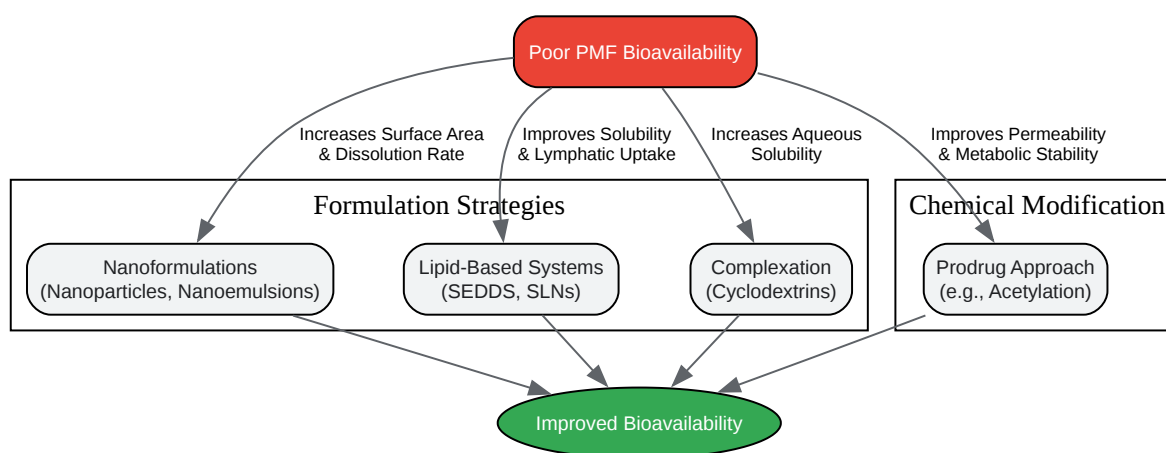 Poor PMF Bioavailability
Increases Surface Area
& Dissolution Rate
Improves Solubility
& Lymphatic Uptake
Increases Aqueous
Solubility
Improves Permeability
& Metabolic Stability
Formulation Strategies
Chemical Modification
Nanoformulations
(Nanoparticles, Nanoemulsions)
Lipid-Based Systems
(SEDDS, SLNs)
Complexation
(Cyclodextrins)
Prodrug Approach
(e.g., Acetylation)
Improved Bioavailability